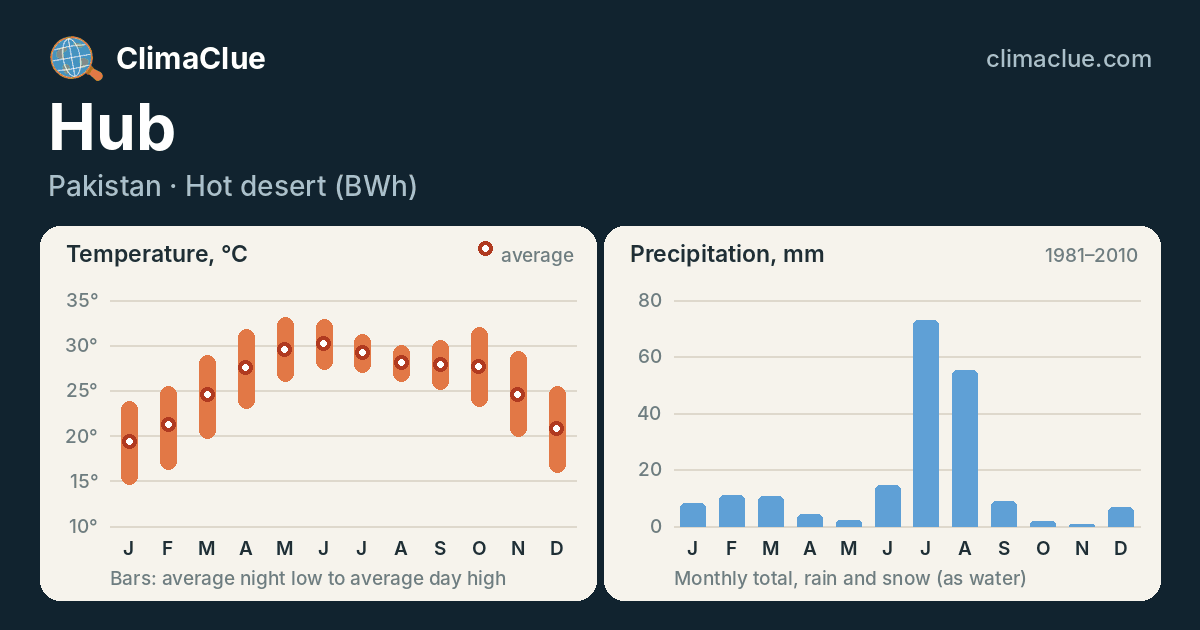 ClimaClue
climaclue.com
Hub
Pakistan · Hot desert (BWh)
Temperature, °C
average
35°
30°
25°
20°
15°
10°
J F M A M J J A S O N D
Bars: average night low to average day high
Precipitation, mm
1981–2010
80
60
40
20
0
J F M A M J J A S O N D
Monthly total, rain and snow (as water)